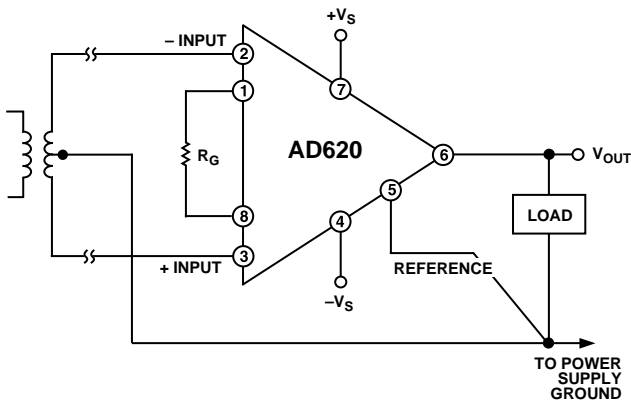 – INPUT
+VS
2
1
7
RG
AD620
6
VOUT
5
8
4
LOAD
3
+ INPUT
REFERENCE
–VS
TO POWER
SUPPLY
GROUND